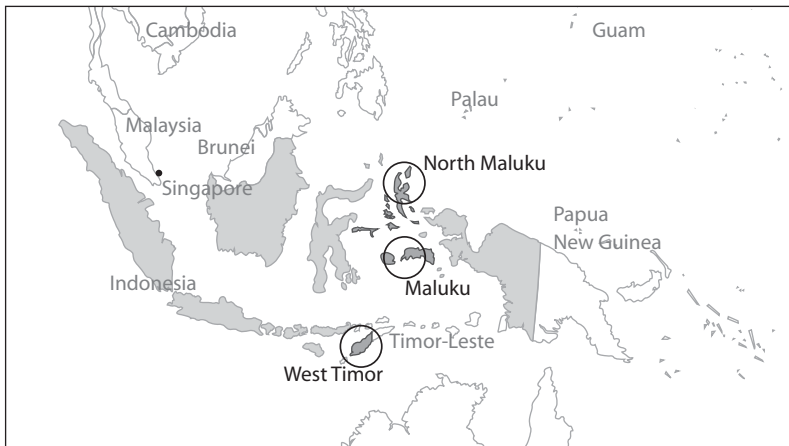 Cambodia
Guam
Palau
Malaysia
Brunei
North Maluku
Singapore
Papua
New Guinea
Indonesia
Maluku
Timor-Leste
West Timor